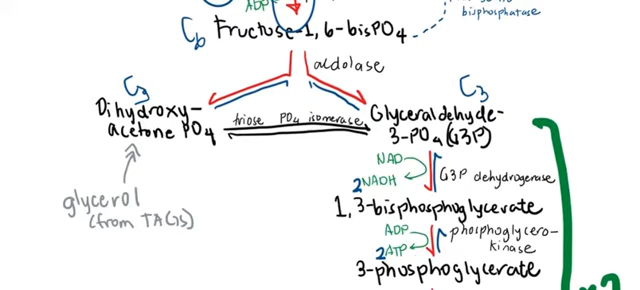 ADP
bisphosphatase
C6 Fructose-1,6-bisPO4
aldolase
C3
C3
Dihydroxy-
acetone PO4
triose PO4 isomerase
Glyceraldehyde-
3-PO4 (G3P)
NAD
2NADH
G3P dehydrogenase
glycerol
(from TAGs)
1,3-bisphosphoglycerate
ADP
2ATP
phosphoglycero-
kinase
3-phosphoglycerate